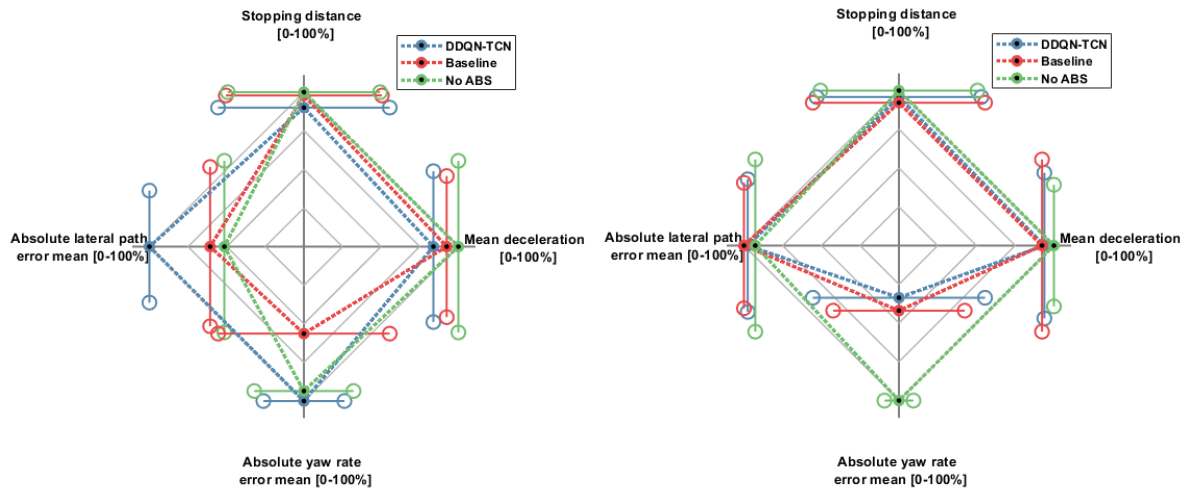 Stopping distance
[0-100%]
DDQN-TCN
Baseline
No ABS
Absolute lateral path
error mean [0-100%]
Mean deceleration
[0-100%]
Absolute yaw rate
error mean [0-100%]
Stopping distance
[0-100%]
DDQN-TCN
Baseline
No ABS
Absolute lateral path
error mean [0-100%]
Mean deceleration
[0-100%]
Absolute yaw rate
error mean [0-100%]